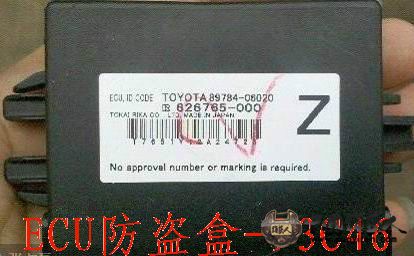 ECU, ID CODE TOYOTA 89784-06020
626765-000
TOKAI RIKA CO., LTD. MADE IN JAPAN
Z
No approval number or marking is required.
ECU防盗盒-93C46